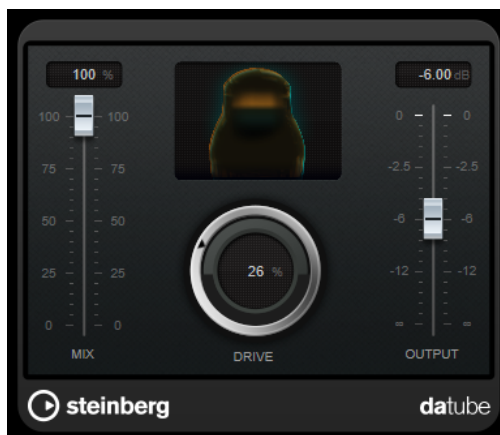 100 %
-6.00 dB
100 100
75 75
50 50
25 25
0 0
0 0
-2.5 -2.5
-6 -6
-12 -12
∞ ∞
26 %
MIX
DRIVE
OUTPUT
steinberg
datube